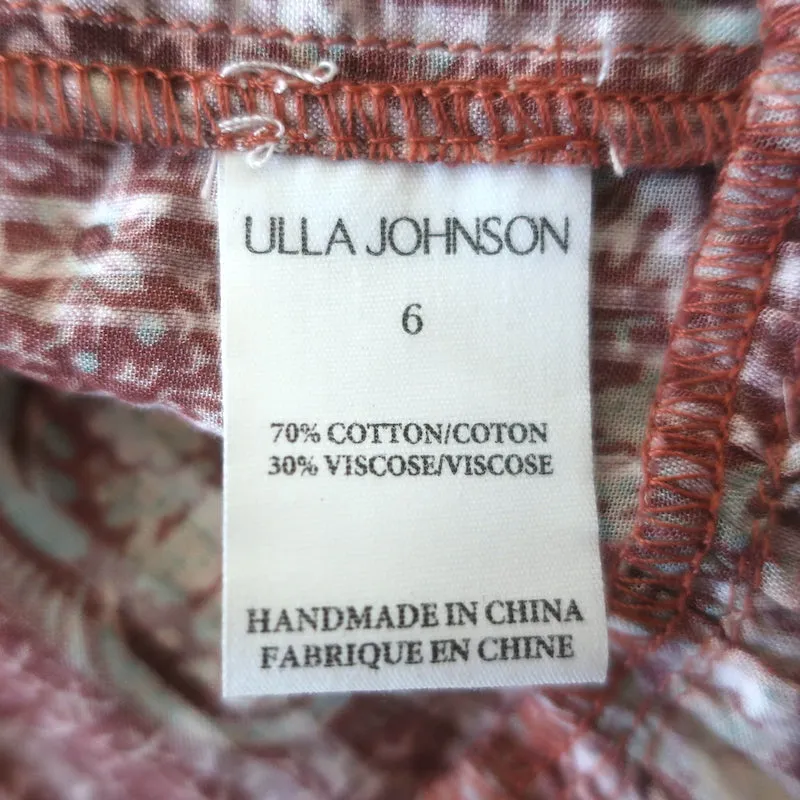 ULLA JOHNSON
6
70% COTTON/COTON
30% VISCOSE/VISCOSE
HANDMADE IN CHINA
FABRIQUE EN CHINE